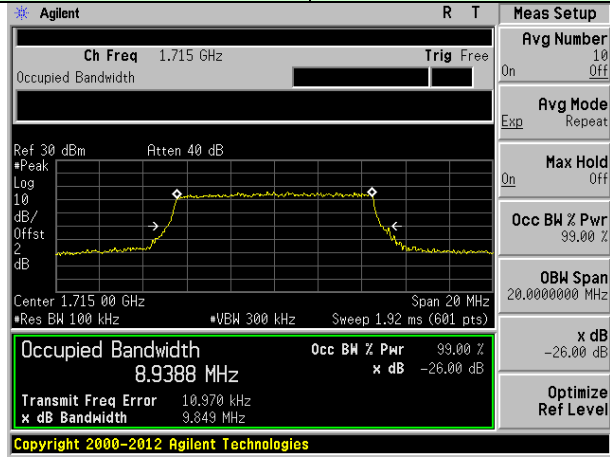 Agilent R T Meas Setup
Ch Freq 1.715 GHz Trig Free
Occupied Bandwidth
Avg Number
10
On Off
Avg Mode
Exp Repeat
Max Hold
On Off
Occ BW % Pwr
99.00 %
OBW Span
20.0000000 MHz
x dB
-26.00 dB
Optimize
Ref Level
Ref 30 dBm Atten 40 dB
#Peak
Log
10
dB/
Offst
2
dB
Center 1.715 00 GHz Span 20 MHz
#Res BW 100 kHz #VBW 300 kHz Sweep 1.92 ms (601 pts)
Occupied Bandwidth Occ BW % Pwr 99.00 %
8.9388 MHz x dB -26.00 dB
Transmit Freq Error 10.970 kHz
x dB Bandwidth 9.849 MHz
Copyright 2000-2012 Agilent Technologies